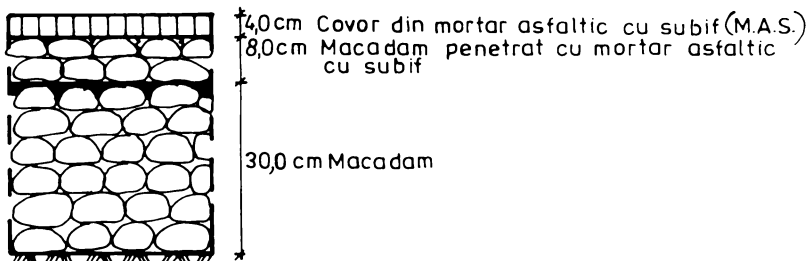 4,0cm Covor din mortar asfaltic cu subif (M.A.S.)
8,0cm Macadam penetrat cu mortar asfaltic
cu subif
30,0 cm Macadam